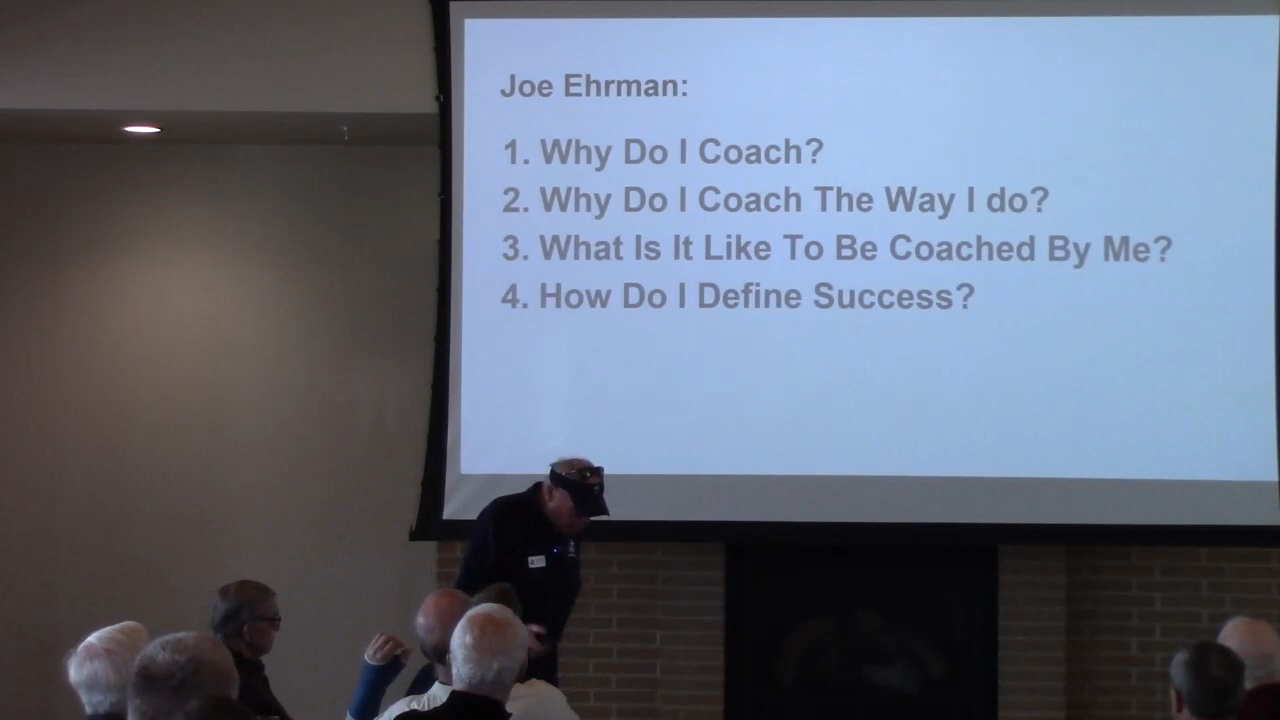 Joe Ehrman:
1. Why Do I Coach?
2. Why Do I Coach The Way I do?
3. What Is It Like To Be Coached By Me?
4. How Do I Define Success?